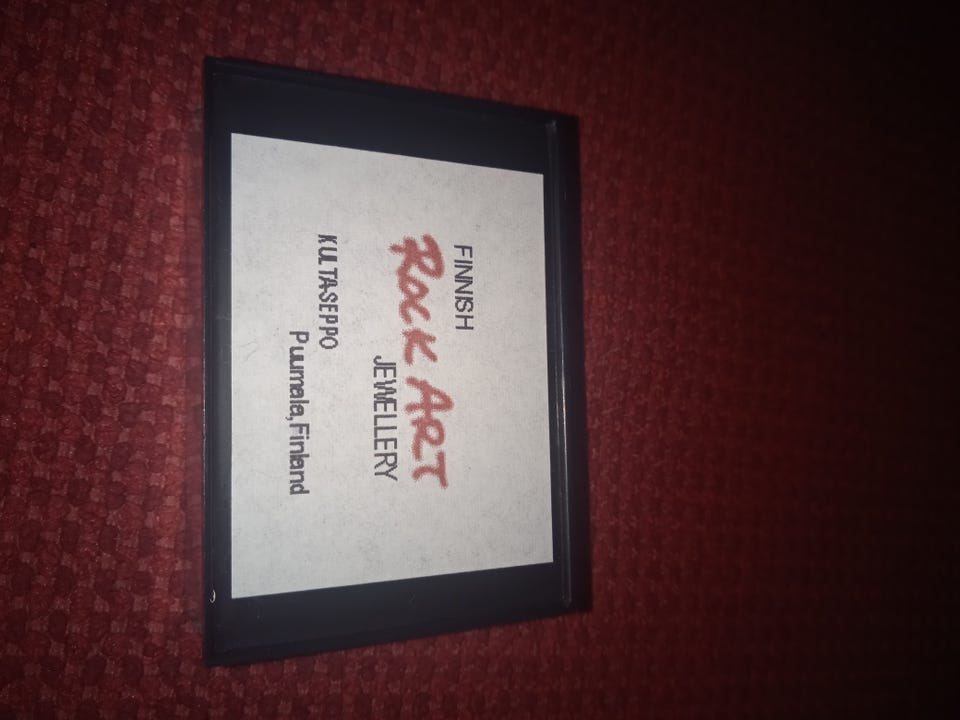 FINNISH
ROCK ART
JEWELLERY
KULTASEPPO
Puumala, Finland